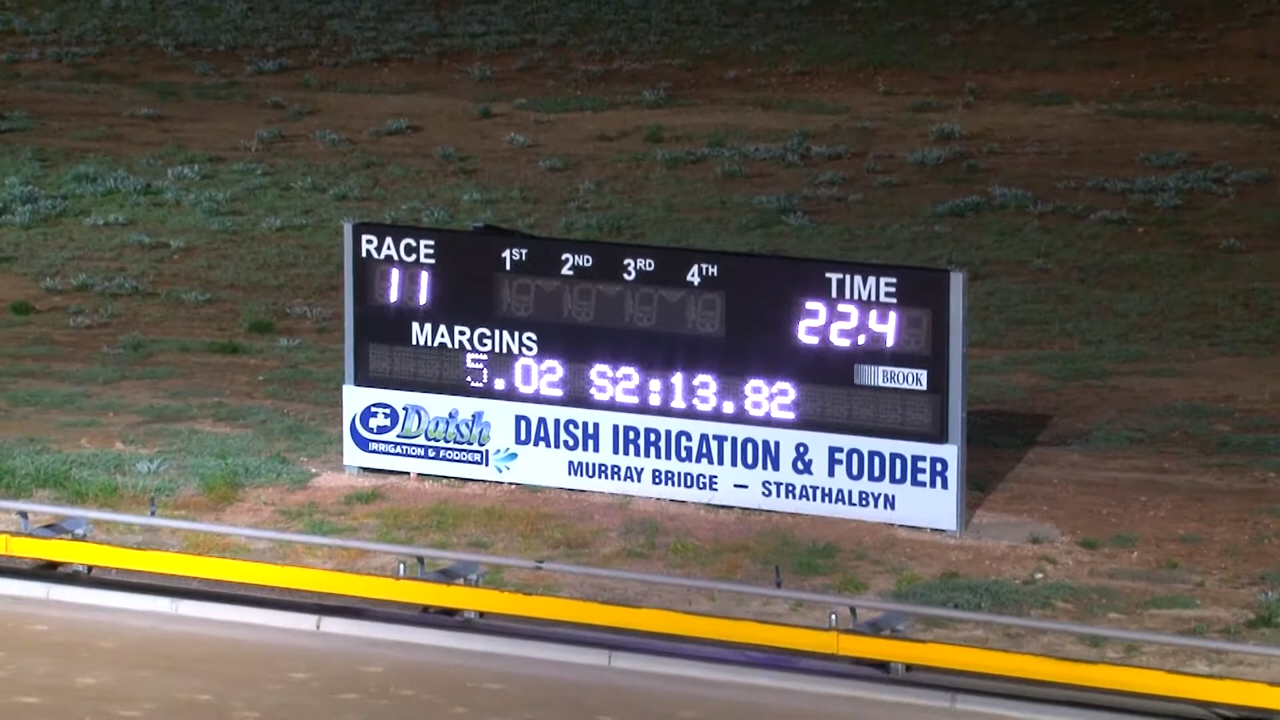 RACE 1ST 2ND 3RD 4TH TIME
11 22.4
MARGINS
.02 S2:13.82
BROOK
Daish
IRRIGATION & FODDER
DAISH IRRIGATION & FODDER
MURRAY BRIDGE – STRATHALBYN